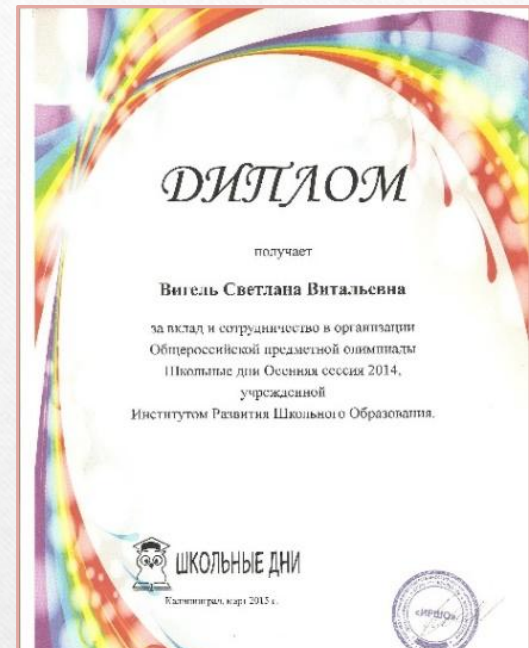 ДИПЛОМ
получает
Вигель Светлана Витальевна
за вклад и сотрудничество в организации
Общероссийской предметной олимпиады
Школьные дни Осенняя сессия 2014,
учрежденной
Институтом Развития Школьного Образования.
ШКОЛЬНЫЕ ДНИ
Калининград, март 2015 г.
«ИРШО»